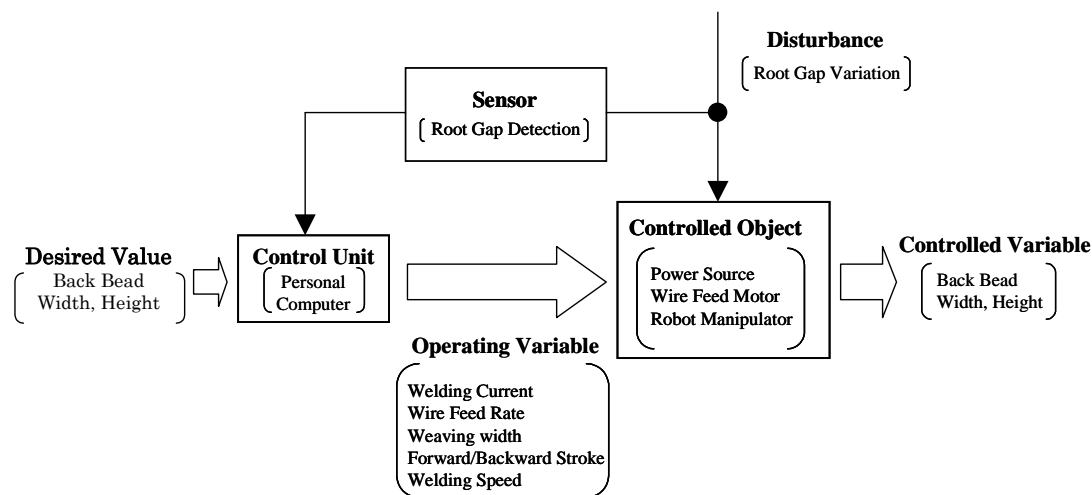 Disturbance
Root Gap Variation
Sensor
Root Gap Detection
Desired Value
Back Bead
Width, Height
Control Unit
Personal
Computer
Controlled Object
Power Source
Wire Feed Motor
Robot Manipulator
Controlled Variable
Back Bead
Width, Height
Operating Variable
Welding Current
Wire Feed Rate
Weaving width
Forward/Backward Stroke
Welding Speed